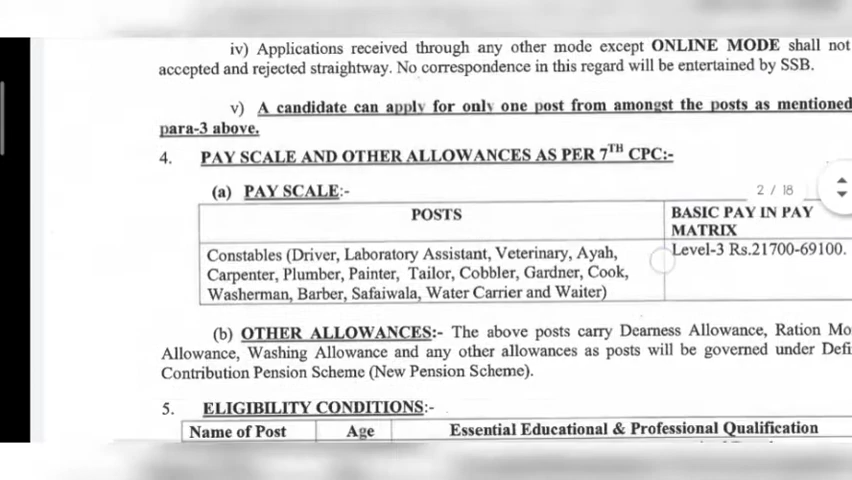 iv) Applications received through any other mode except ONLINE MODE shall not
accepted and rejected straightway. No correspondence in this regard will be entertained by SSB.
v) A candidate can apply for only one post from amongst the posts as mentioned
para-3 above.
4. PAY SCALE AND OTHER ALLOWANCES AS PER 7TH CPC:-
(a) PAY SCALE:-
2 / 18
POSTS
BASIC PAY IN PAY
MATRIX
Constables (Driver, Laboratory Assistant, Veterinary, Ayah,
Carpenter, Plumber, Painter, Tailor, Cobbler, Gardner, Cook,
Washerman, Barber, Safaiwala, Water Carrier and Waiter)
Level-3 Rs.21700-69100.
(b) OTHER ALLOWANCES:- The above posts carry Dearness Allowance, Ration Mo
Allowance, Washing Allowance and any other allowances as posts will be governed under Defi
Contribution Pension Scheme (New Pension Scheme).
5. ELIGIBILITY CONDITIONS:-
Name of Post
Age
Essential Educational & Professional Qualification